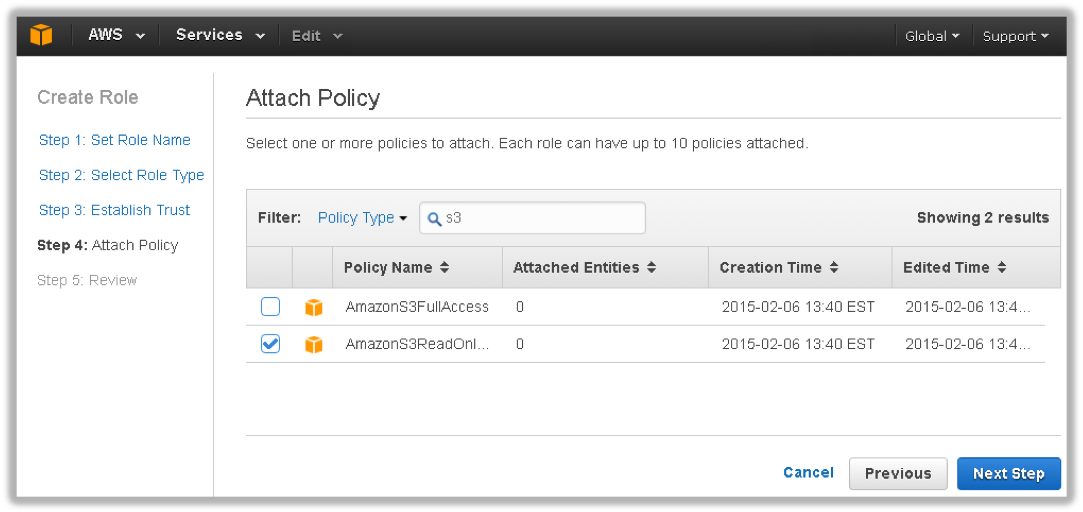 AWS Services Edit Global Support
Create Role
Step 1: Set Role Name
Step 2: Select Role Type
Step 3: Establish Trust
Step 4: Attach Policy
Step 5: Review
Attach Policy
Select one or more policies to attach. Each role can have up to 10 policies attached.
Filter: Policy Type s3 Showing 2 results
Policy Name Attached Entities Creation Time Edited Time
AmazonS3FullAccess 0 2015-02-06 13:40 EST 2015-02-06 13:4...
AmazonS3ReadOnl... 0 2015-02-06 13:40 EST 2015-02-06 13:4...
Cancel Previous Next Step